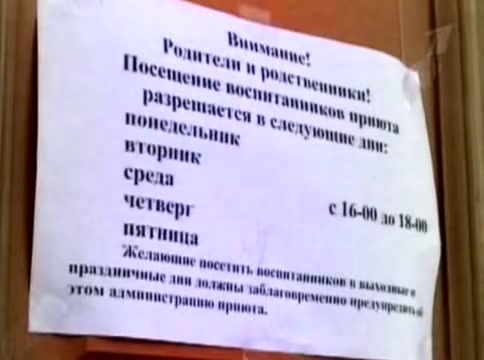 Внимание!
Родители и родственники!
Посещение воспитанников приюта
разрешается в следующие дни:
понедельник
вторник
среда
четверг с 16-00 до 18-00
пятница
Желающие посетить воспитанников в выходные и
праздничные дни должны заблаговременно предупредить об
этом администрацию приюта.